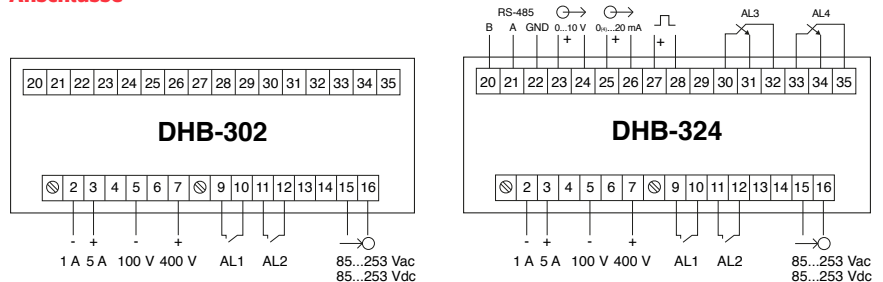 Anschlüsse
20 21 22 23 24 25 26 27 28 29 30 31 32 33 34 35
DHB-302
2 3 4 5 6 7 9 10 11 12 13 14 15 16
- + - +
1 A 5 A 100 V 400 V AL1 AL2 85...253 Vac
85...253 Vdc
RS-485 AL3 AL4
B A GND 0...10 V 0(4)...20 mA
+ + +
20 21 22 23 24 25 26 27 28 29 30 31 32 33 34 35
DHB-324
2 3 4 5 6 7 9 10 11 12 13 14 15 16
- + - +
1 A 5 A 100 V 400 V AL1 AL2 85...253 Vac
85...253 Vdc